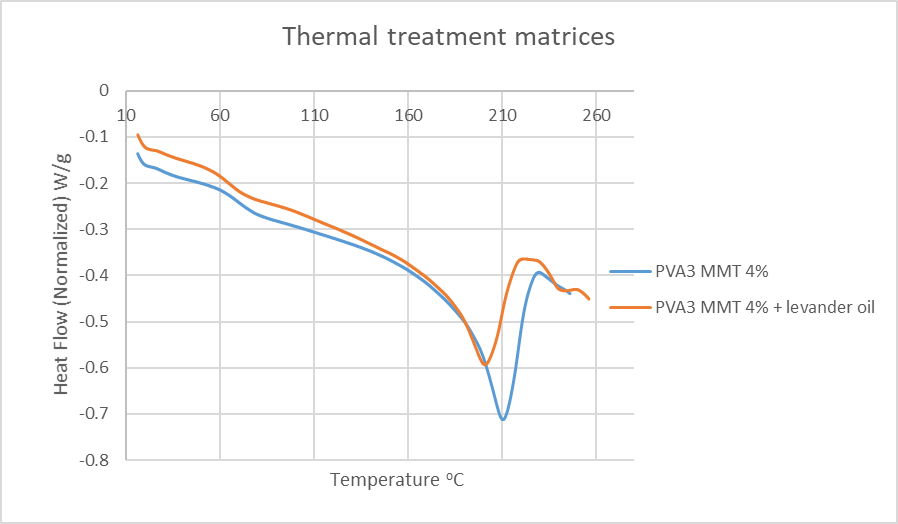 Thermal treatment matrices
0
10 60 110 160 210 260
-0.1
-0.2
-0.3
-0.4
-0.5
-0.6
-0.7
-0.8
Heat Flow (Normalized) W/g
Temperature ⁰C
PVA3 MMT 4%
PVA3 MMT 4% + levander oil